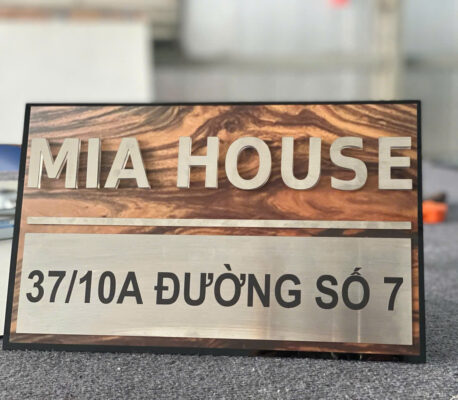 MIA HOUSE
37/10A ĐƯỜNG SỐ 7